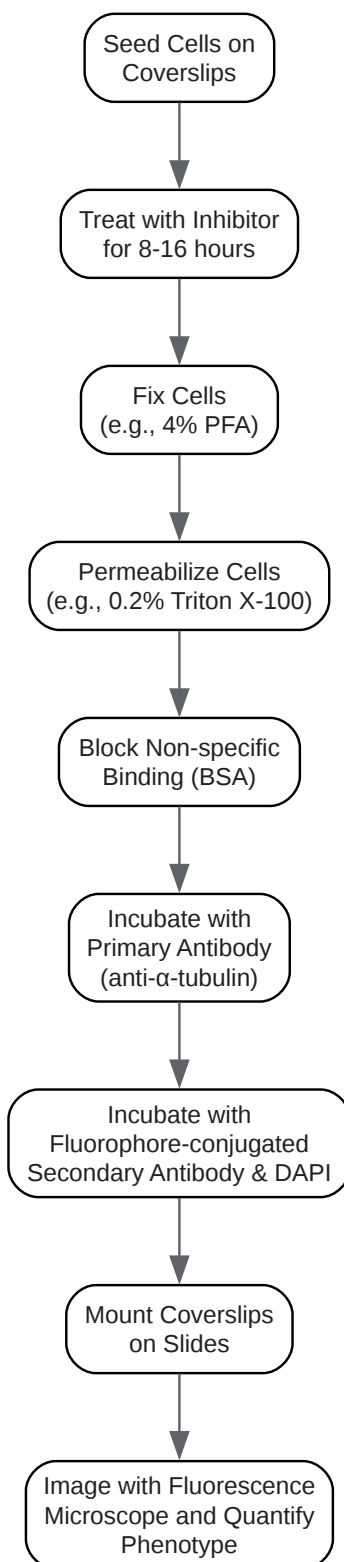 Seed Cells on
Coverslips
Treat with Inhibitor
for 8-16 hours
Fix Cells
(e.g., 4% PFA)
Permeabilize Cells
(e.g., 0.2% Triton X-100)
Block Non-specific
Binding (BSA)
Incubate with
Primary Antibody
(anti-α-tubulin)
Incubate with
Fluorophore-conjugated
Secondary Antibody & DAPI
Mount Coverslips
on Slides
Image with Fluorescence
Microscope and Quantify
Phenotype